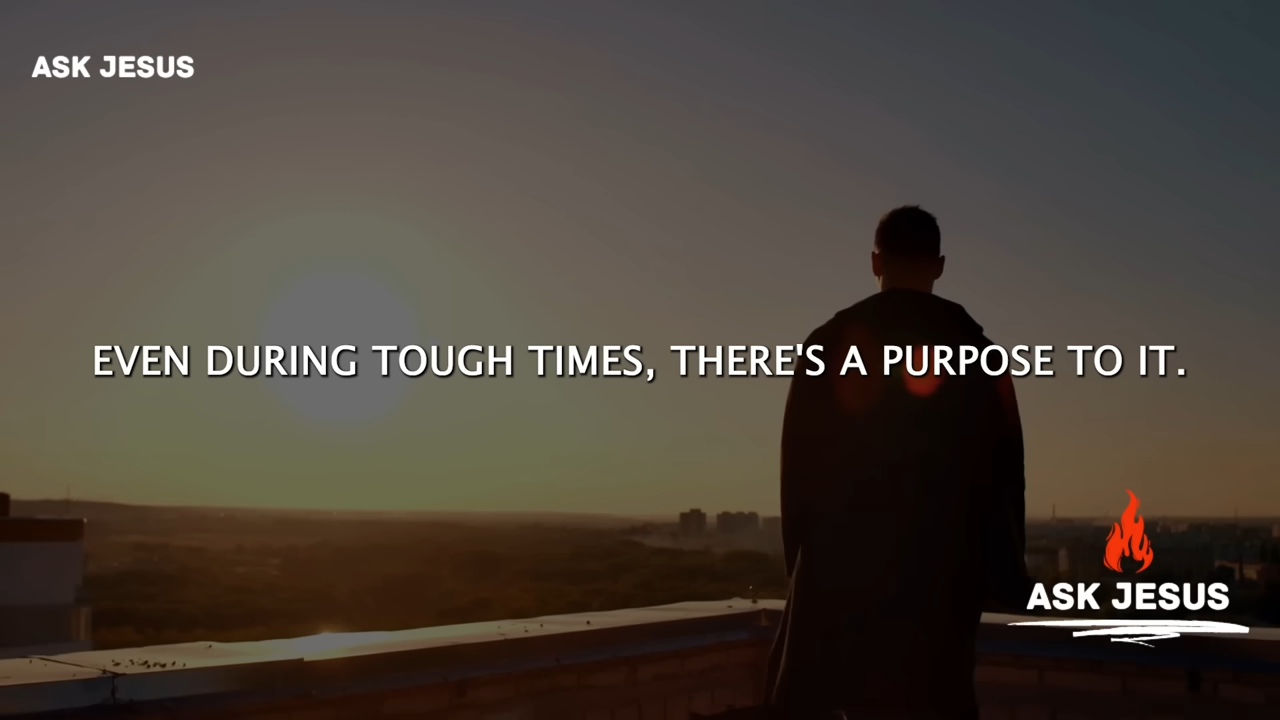 ASK JESUS
EVEN DURING TOUGH TIMES, THERE'S A PURPOSE TO IT.
ASK JESUS